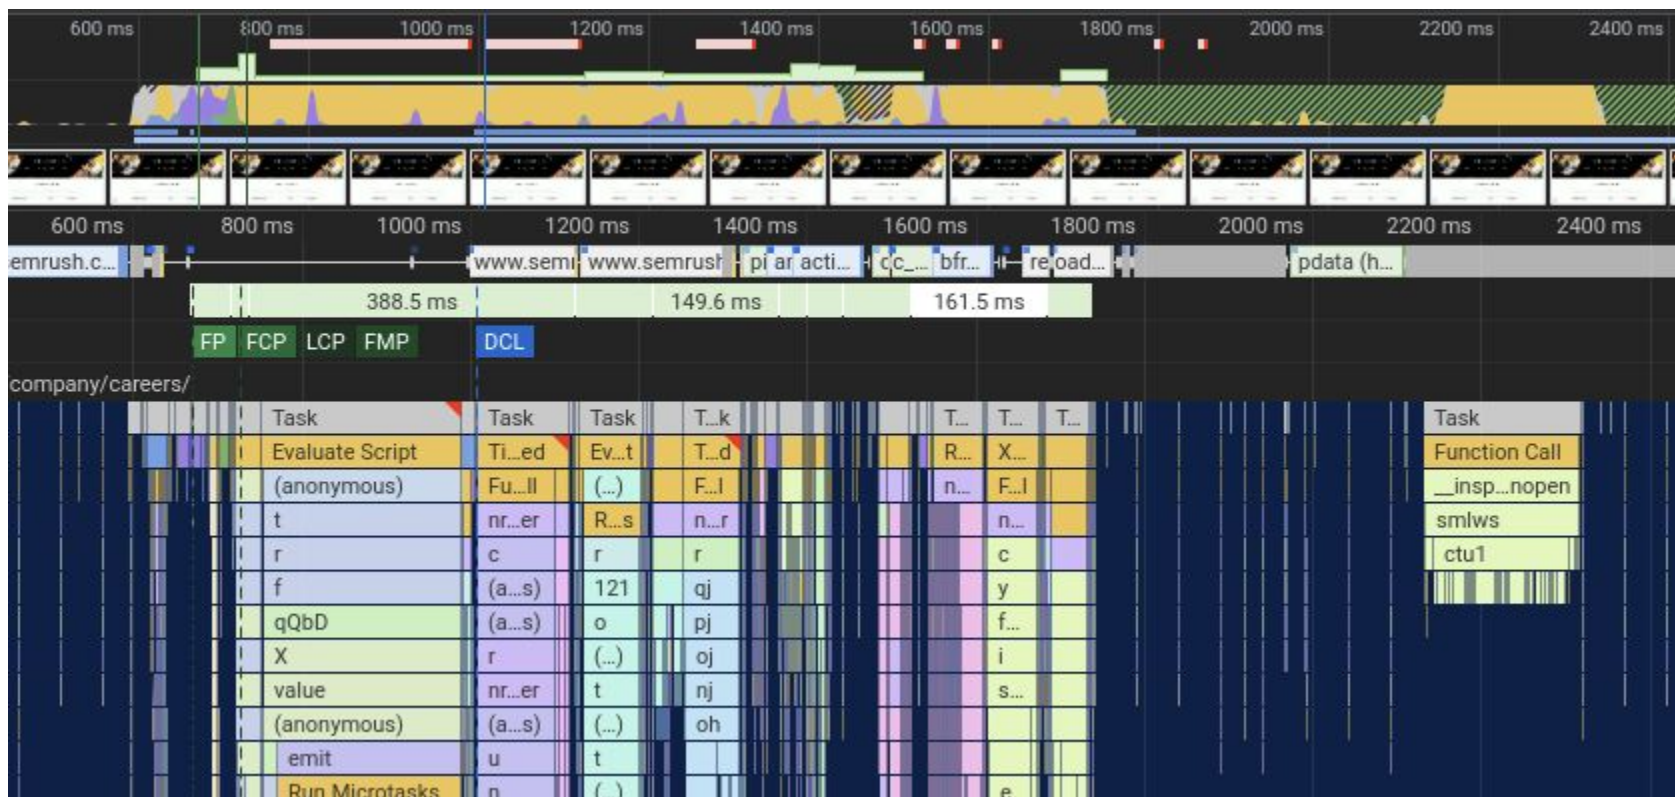 600 ms 800 ms 1000 ms 1200 ms 1400 ms 1600 ms 1800 ms 2000 ms 2200 ms 2400 ms
600 ms 800 ms 1000 ms 1200 ms 1400 ms 1600 ms 1800 ms 2000 ms 2200 ms 2400 ms
emrush.c... www.semr www.semrush pi ar acti... c c_... bfr... re oad... pdata (h...
388.5 ms 149.6 ms 161.5 ms
FP FCP LCP FMP DCL
company/careers/
Task Task Task T...k T... T... T... Task
Evaluate Script Ti...ed Ev...t T...d R... X... Function Call
(anonymous) Fu...ll (...) F...l n... F...l __insp...nopen
t nr...er R...s n...r n... smlws
r c r r c ctu1
f (a...s) 121 qj y
qQbD (a...s) o pj f...
X r (...) oj i
value nr...er t nj s...
(anonymous) (a...s) (...) oh
emit u t
Run Microtasks n (...) e